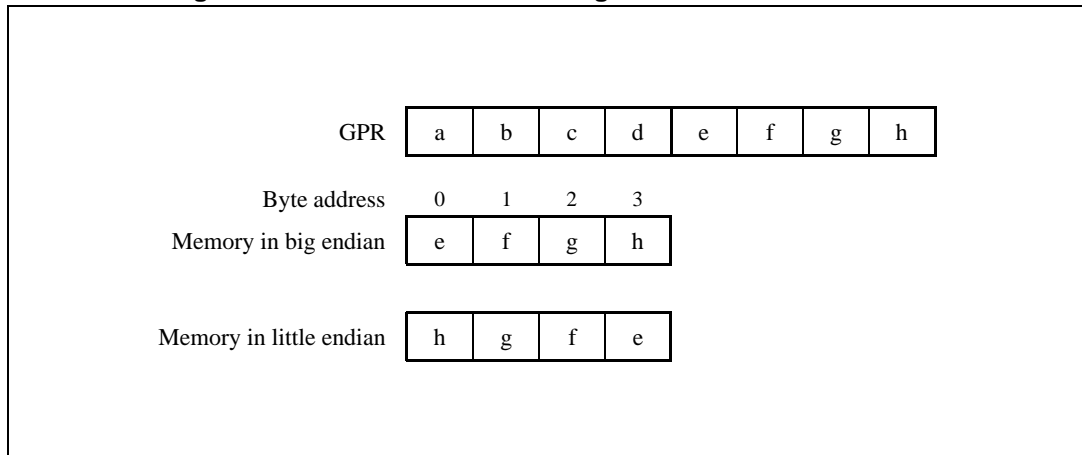 GPR a b c d e f g h
Byte address 0 1 2 3
Memory in big endian e f g h
Memory in little endian h g f e